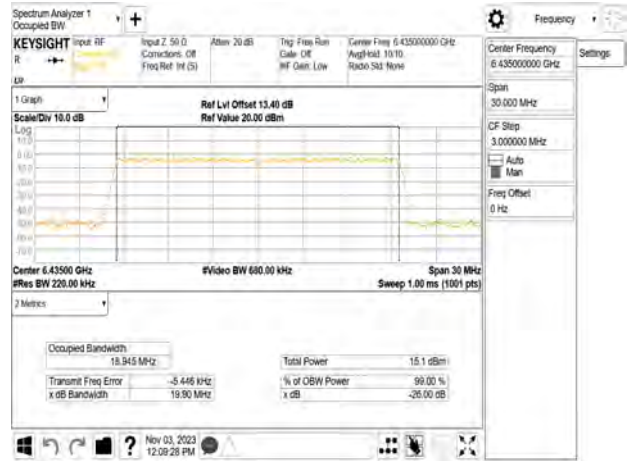 Spectrum Analyzer 1
Occupied BW
Frequency
KEYSIGHT
Input: RF
Input Z: 50 Ω
Corrections: Off
Freq Ref: Int (S)
Atten: 20 dB
Trig: Free Run
Gate: Off
#IF Gain: Low
Center Freq: 6.435000000 GHz
Avg|Hold: 10/10
Radio Std: None
Center Frequency
6.435000000 GHz
Settings
Span
30.000 MHz
CF Step
3.000000 MHz
Auto
Man
Freq Offset
0 Hz
1 Graph
Scale/Div 10.0 dB
Ref Lvl Offset 13.40 dB
Ref Value 20.00 dBm
Log
Center 6.43500 GHz
#Video BW 680.00 kHz
Span 30 MHz
#Res BW 220.00 kHz
Sweep 1.00 ms (1001 pts)
2 Metrics
Occupied Bandwidth
18.945 MHz
Total Power
15.1 dBm
Transmit Freq Error
-5.446 kHz
% of OBW Power
99.00 %
x dB Bandwidth
19.90 MHz
x dB
-26.00 dB
Nov 03, 2023
12:09:28 PM